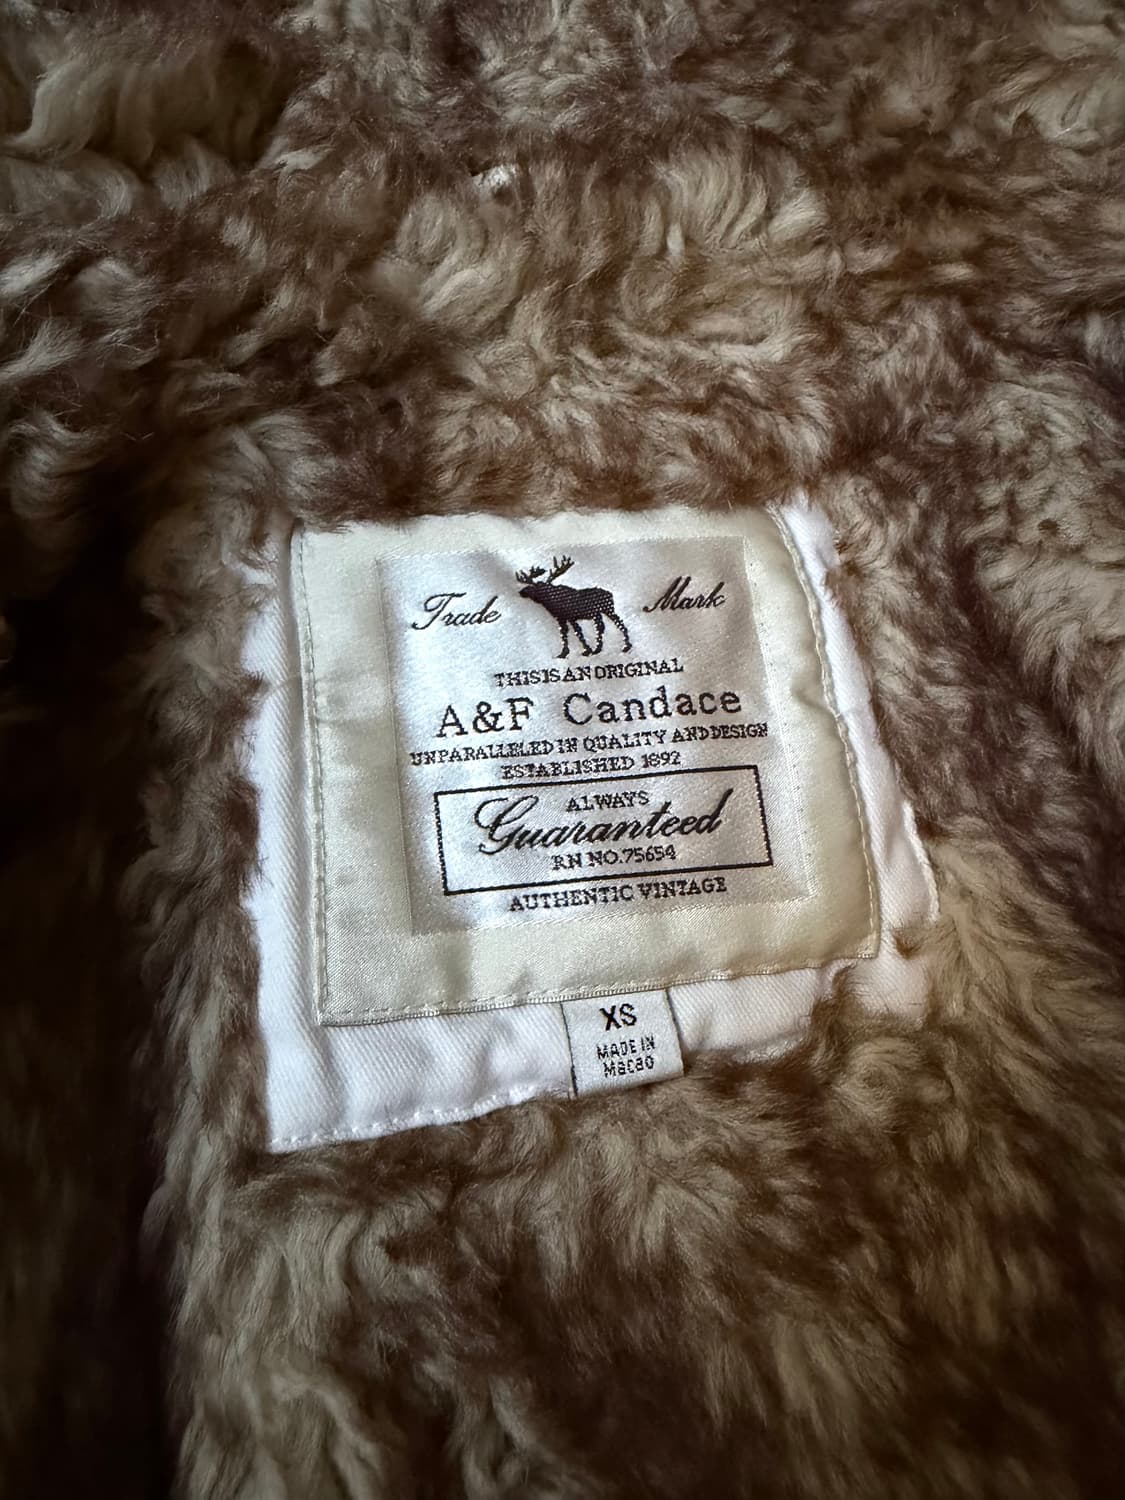 Trade Mark
THIS IS AN ORIGINAL
A&F Candace
UNPARALLELED IN QUALITY AND DESIGN
ESTABLISHED 1892
ALWAYS
Guaranteed
RN NO.75654
AUTHENTIC VINTAGE
XS
MADE IN
Macao